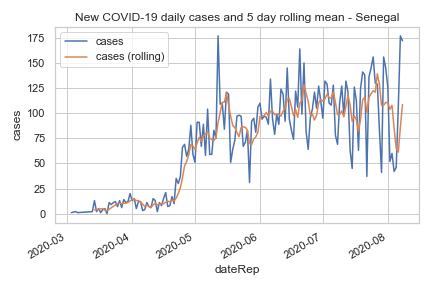 New COVID-19 daily cases and 5 day rolling mean - Senegal
cases
cases (rolling)
175
150
125
100
75
50
25
0
cases
2020-03
2020-04
2020-05
2020-06
2020-07
2020-08
dateRep